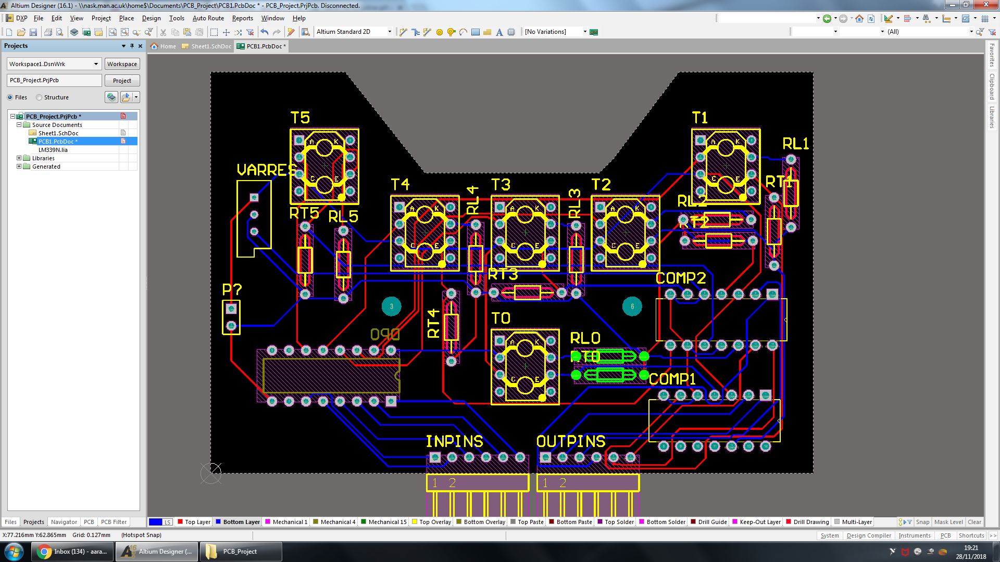 Altium Designer (16.1) - \\nask.man.ac.uk\home$\Documents\PCB_Project\PCB1.PcbDoc * - PCB_Project.PrjPcb. Disconnected.
DXP File Edit View Project Place Design Tools Auto Route Reports Window Help
Altium Standard 2D [No Variations] (All)
Projects
Home Sheet1.SchDoc PCB1.PcbDoc *
Workspace1.DsnWrk Workspace
PCB_Project.PrjPcb Project
Files Structure
PCB_Project.PrjPcb *
Source Documents
Sheet1.SchDoc
PCB1.PcbDoc *
LM339N.lia
Libraries
Generated
Favorites
Clipboard
Libraries
T5 T1
A K
C E
A K
C E
RL1
VARRES
T4 T3 T2
RT1
RL4
RL3
RL2
RT5 RL5
RT2
A K
C E
A K
C E
A K
C E
RT3
COMP2
P?
3 6
RT4
T0
DPO
RL0
RT0
A K
C E
COMP1
INPINS OUTPINS
1 2 1 2
Files Projects Navigator PCB PCB Filter
LS Top Layer Bottom Layer Mechanical 1 Mechanical 4 Mechanical 15 Top Overlay Bottom Overlay Top Paste Bottom Paste Top Solder Bottom Solder Drill Guide Keep-Out Layer Drill Drawing Multi-Layer Snap Mask Level Clear
X:77.216mm Y:62.865mm Grid: 0.127mm (Hotspot Snap)
System Design Compiler Instruments PCB Shortcuts >>
Inbox (134) - aara... Altium Designer (... PCB_Project
19:21
28/11/2018